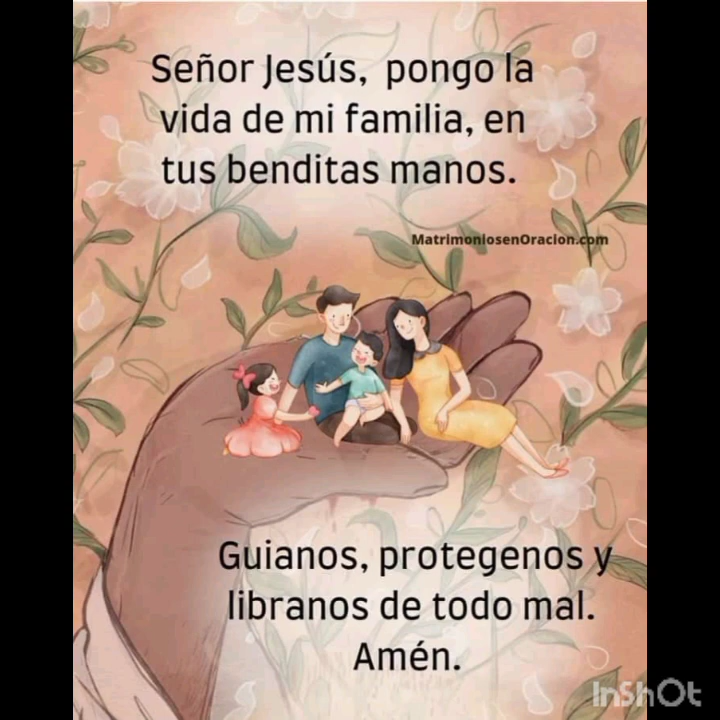 Señor Jesús, pongo la
vida de mi familia, en
tus benditas manos.
MatrimoniosenOracion.com
Guianos, protegenos y
libranos de todo mal.
Amén.
InShOt